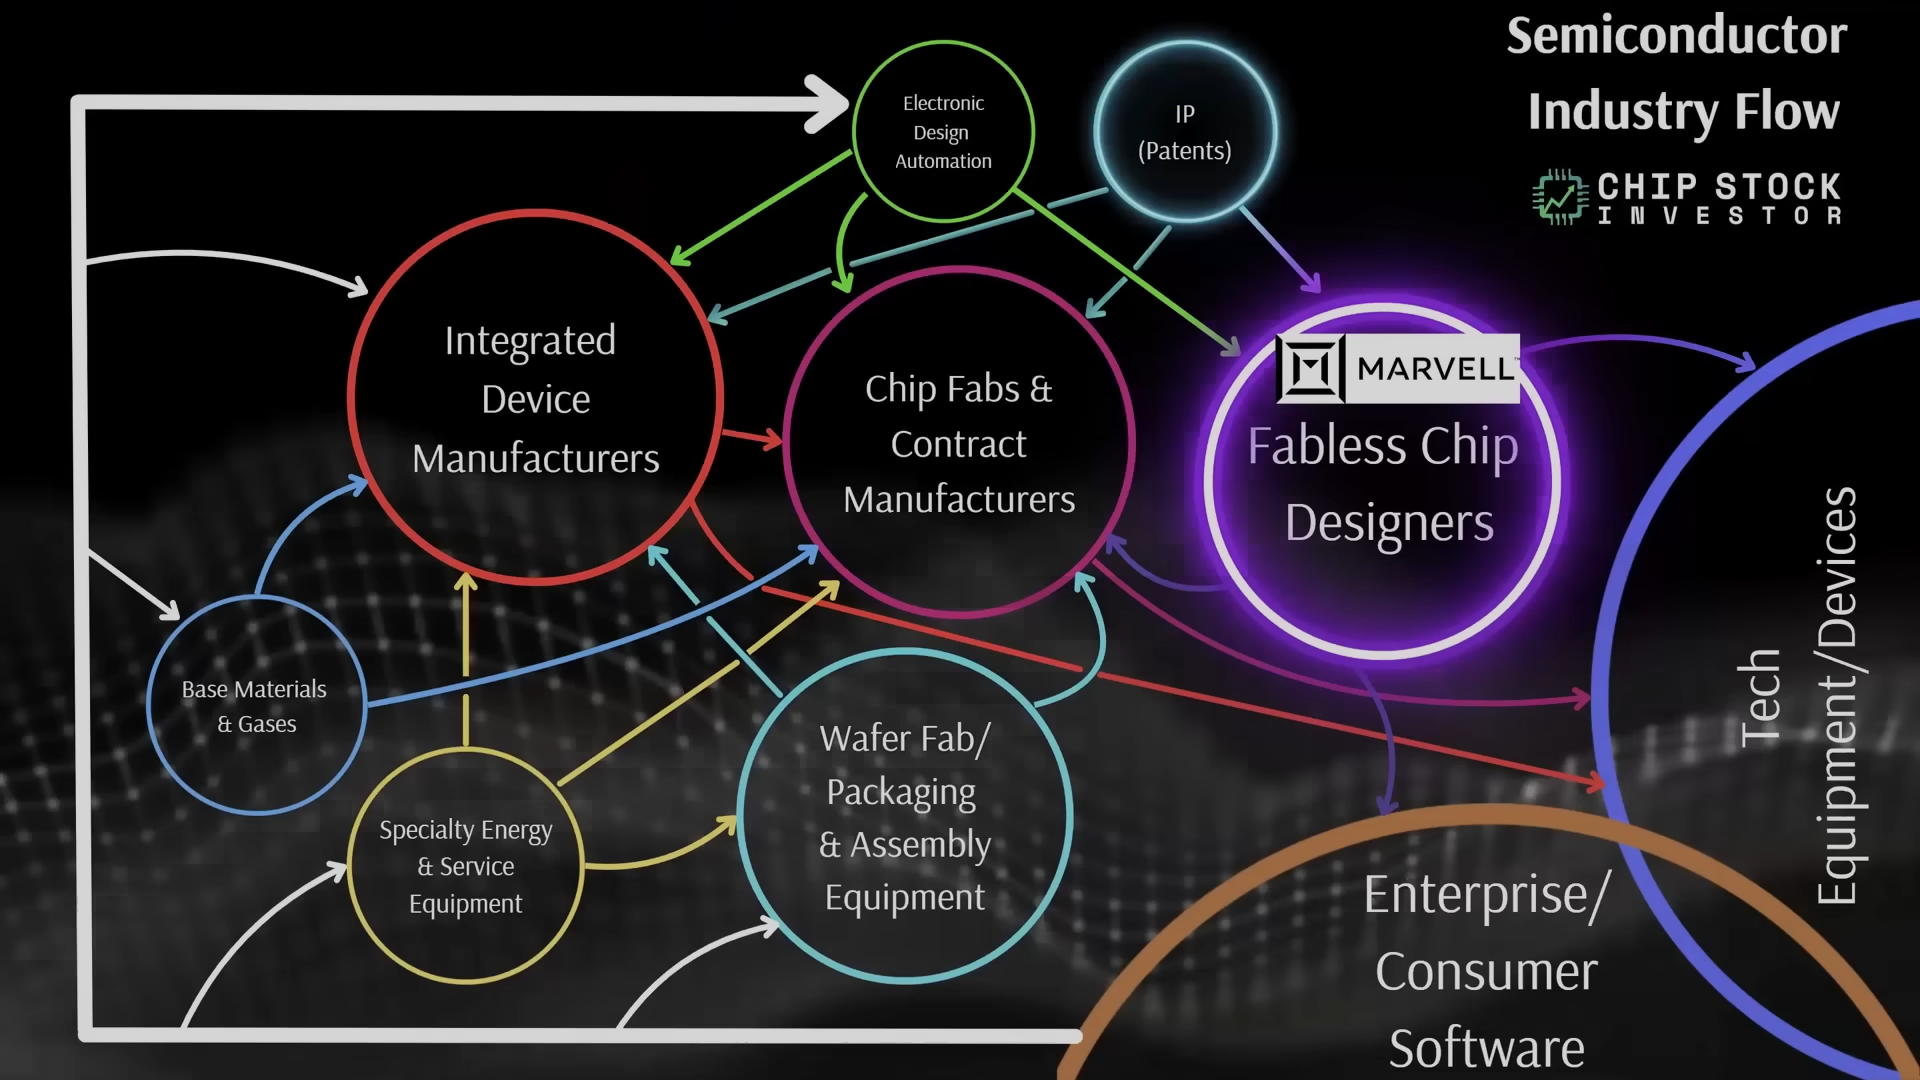 Semiconductor
Industry Flow
CHIP STOCK
INVESTOR
Electronic
Design
Automation
IP
(Patents)
Integrated
Device
Manufacturers
Chip Fabs &
Contract
Manufacturers
MARVELL™
Fabless Chip
Designers
Base Materials
& Gases
Specialty Energy
& Service
Equipment
Wafer Fab/
Packaging
& Assembly
Equipment
Tech
Equipment/Devices
Enterprise/
Consumer
Software